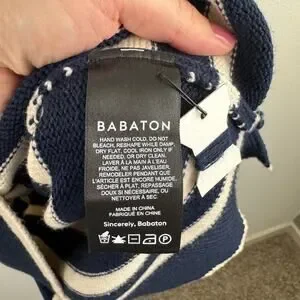 BABATON
HAND WASH COLD, DO NOT
BLEACH, RESHAPE WHILE DAMP,
DRY FLAT, COOL IRON ONLY IF
NEEDED, OR DRY CLEAN.
LAVER À LA MAIN À L'EAU
FROIDE, NE PAS JAVELISER,
REMODELER PENDANT QUE
L'ARTICLE EST ENCORE HUMIDE,
SÉCHER À PLAT, REPASSAGE
DOUX SI NÉCESSAIRE, OU
NETTOYER À SEC
MADE IN CHINA
FABRIQUÉ EN CHINE
Sincerely, Babaton